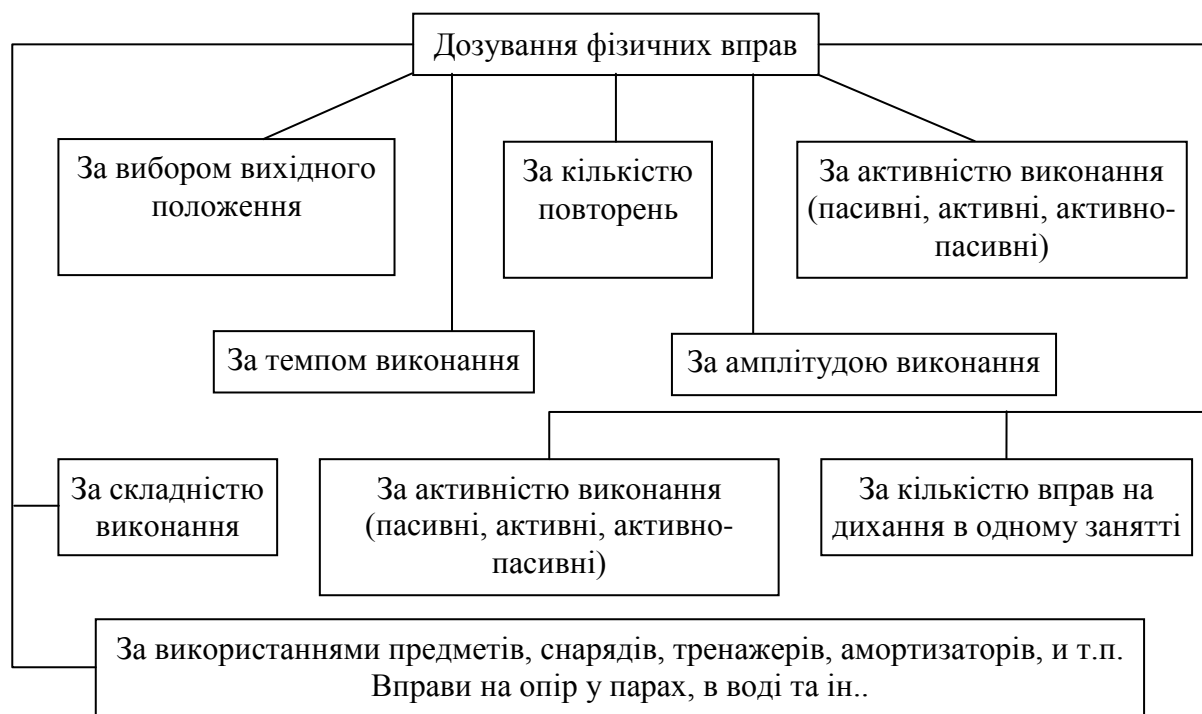 Дозування фізичних вправ
За вибором вихідного
положення
За кількістю
повторень
За активністю виконання
(пасивні, активні, активно-
пасивні)
За темпом виконання
За амплітудою виконання
За складністю
виконання
За активністю виконання
(пасивні, активні, активно-
пасивні)
За кількістю вправ на
дихання в одному занятті
За використаннями предметів, снарядів, тренажерів, амортизаторів, и т.п.
Вправи на опір у парах, в воді та ін..